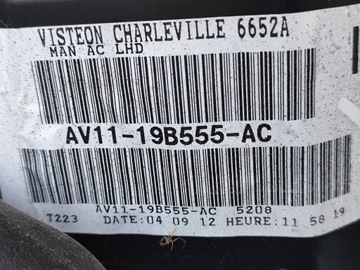 VISTEON CHARLEVILLE 6652A
MAN AC LHD
AV11-19B555-AC
AV11-19B555-AC 5208
T223 DATE:04 09 12 HEURE:11 58 19